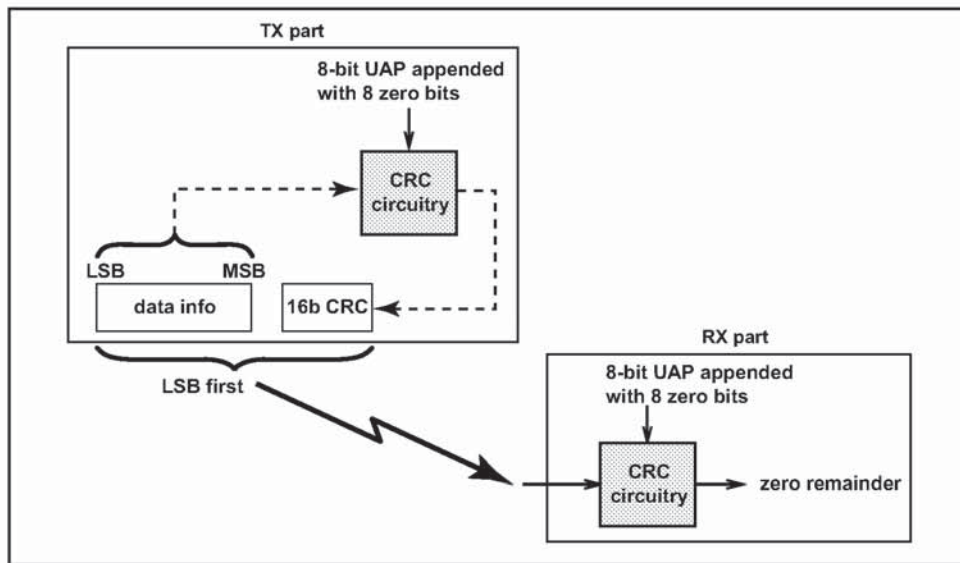 TX part
8-bit UAP appended
with 8 zero bits
CRC
circuitry
LSB
MSB
data info
16b CRC
LSB first
RX part
8-bit UAP appended
with 8 zero bits
CRC
circuitry
zero remainder